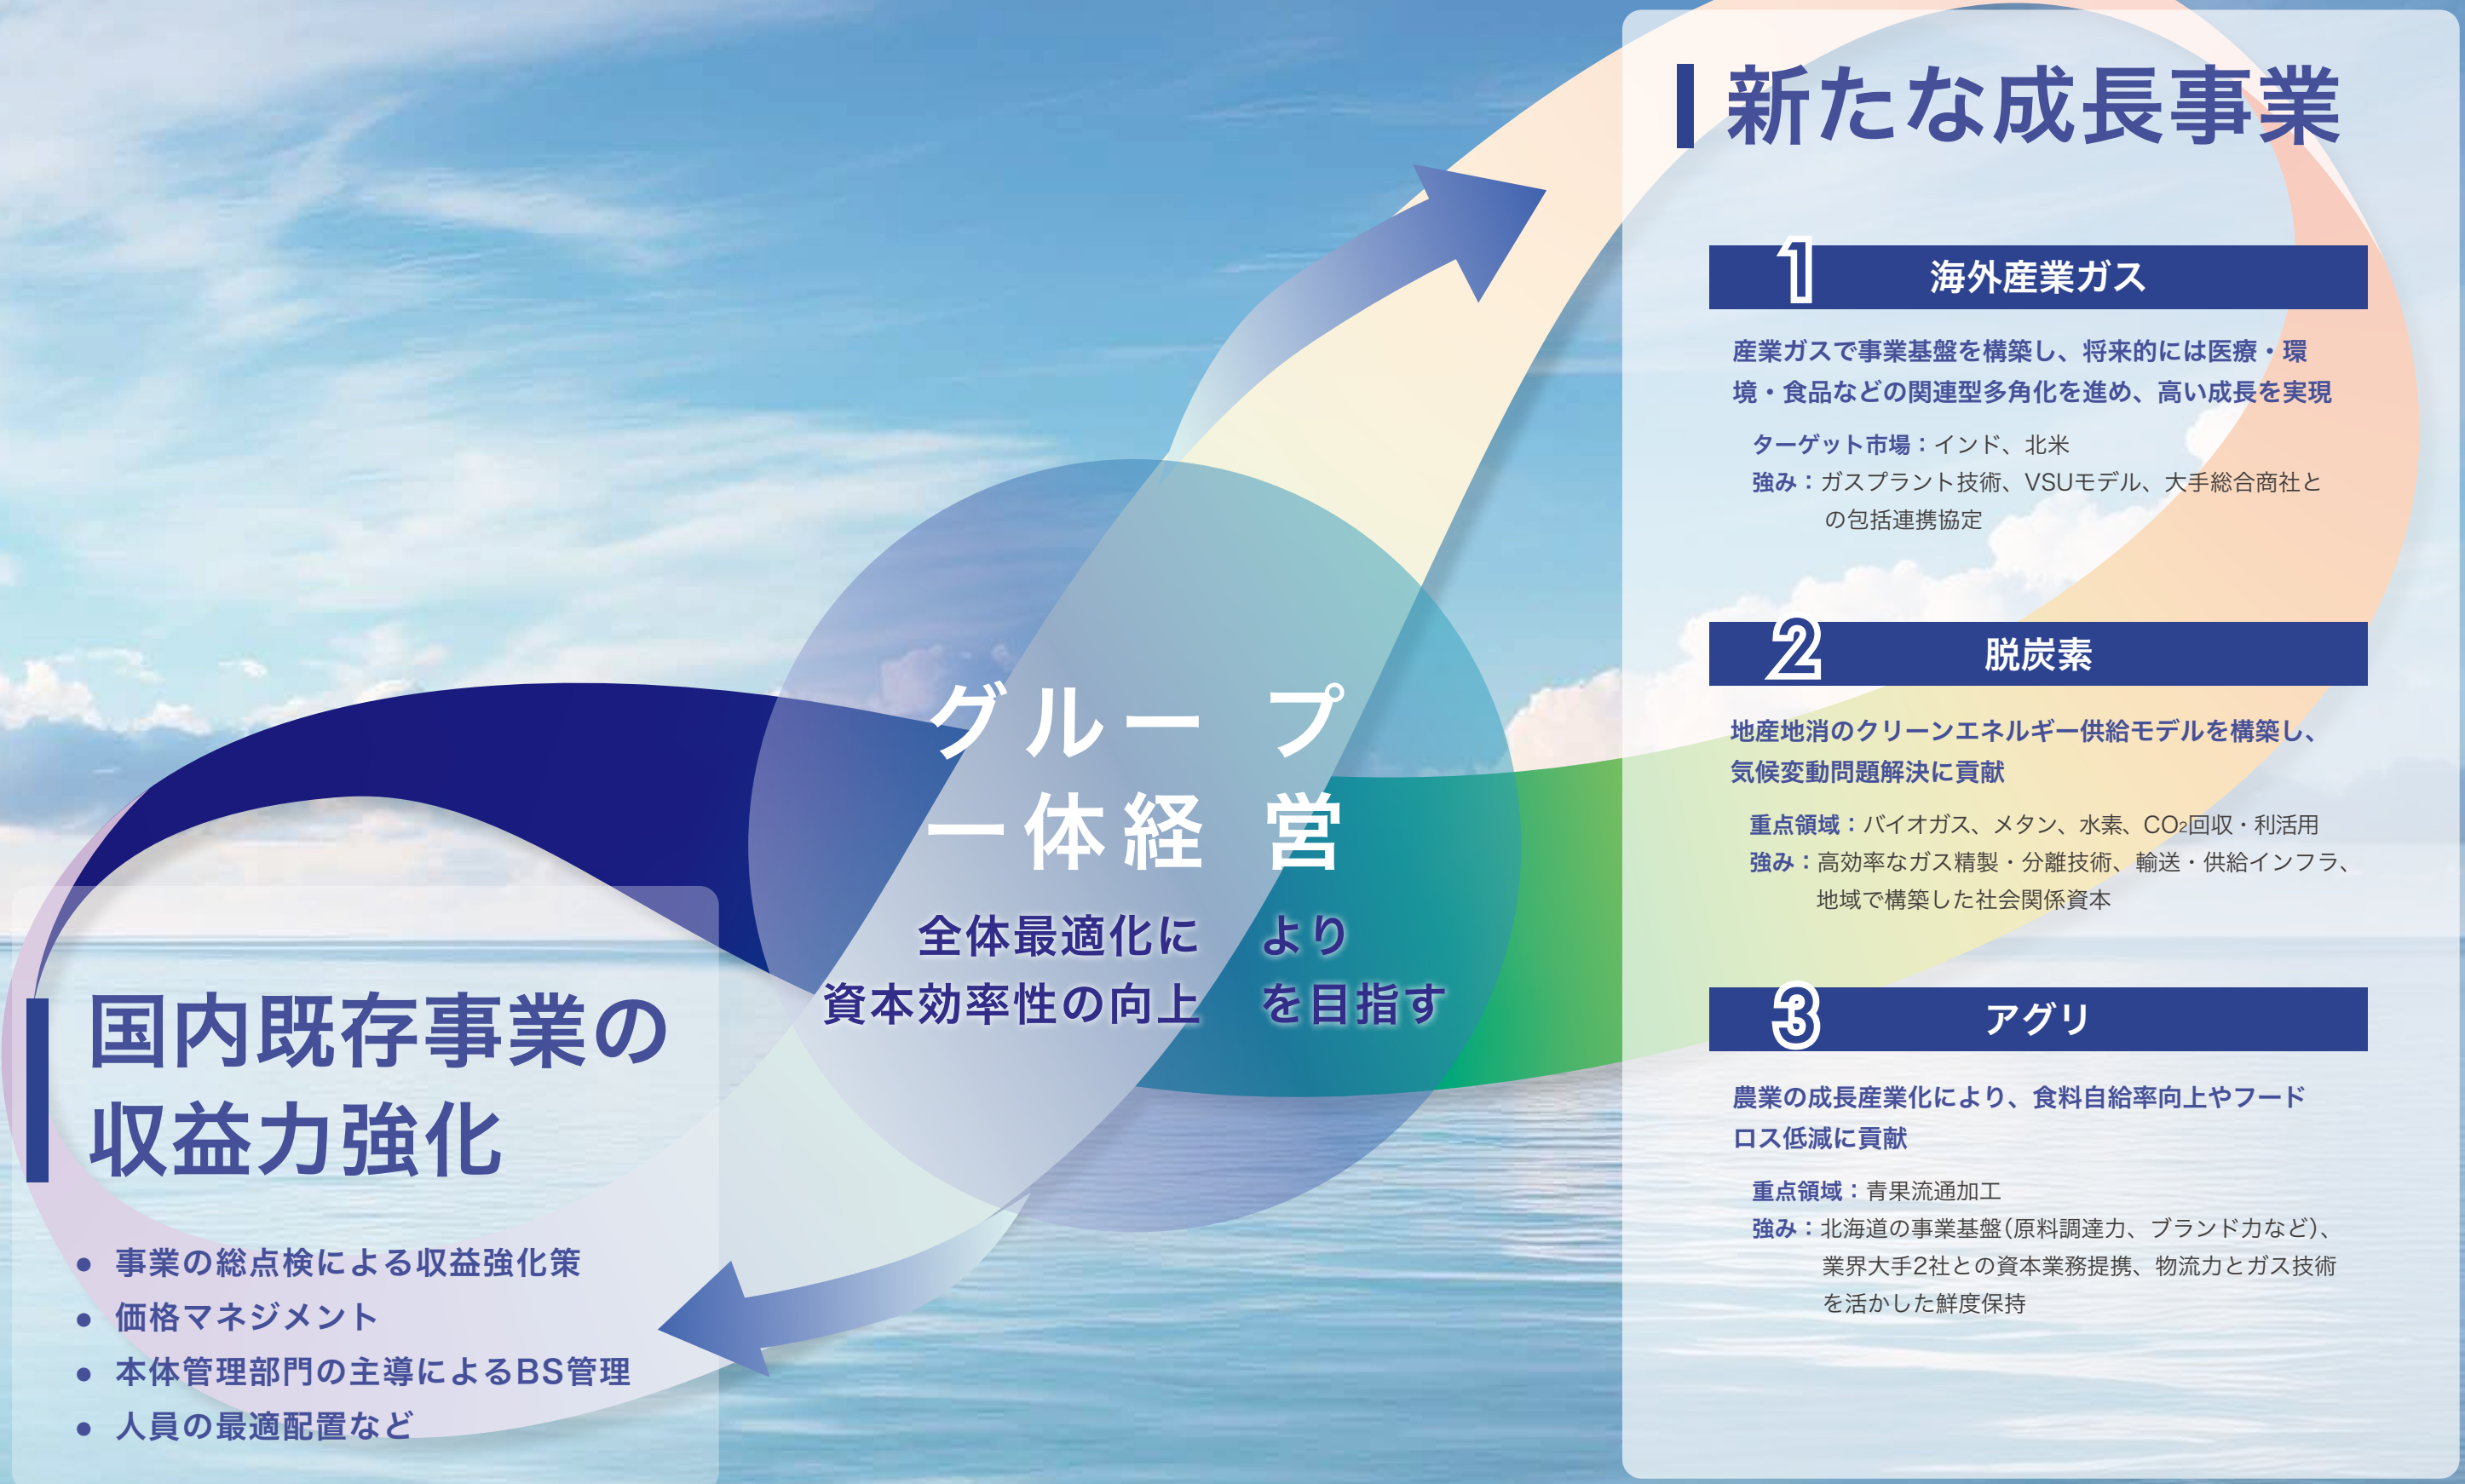 国内既存事業の
収益力強化
● 事業の総点検による収益強化策
● 価格マネジメント
● 本体管理部門の主導によるBS管理
● 人員の最適配置など
グループ
一体経営
全体最適化により
資本効率性の向上を目指す
新たな成長事業
1 海外産業ガス
産業ガスで事業基盤を構築し、将来的には医療・環
境・食品などの関連型多角化を進め、高い成長を実現
ターゲット市場：インド、北米
強み：ガスプラント技術、VSUモデル、大手総合商社と
の包括連携協定
2 脱炭素
地産地消のクリーンエネルギー供給モデルを構築し、
気候変動問題解決に貢献
重点領域：バイオガス、メタン、水素、CO2回収・利活用
強み：高効率なガス精製・分離技術、輸送・供給インフラ、
地域で構築した社会関係資本
3 アグリ
農業の成長産業化により、食料自給率向上やフード
ロス低減に貢献
重点領域：青果流通加工
強み：北海道の事業基盤（原料調達力、ブランド力など）、
業界大手2社との資本業務提携、物流力とガス技術
を活かした鮮度保持